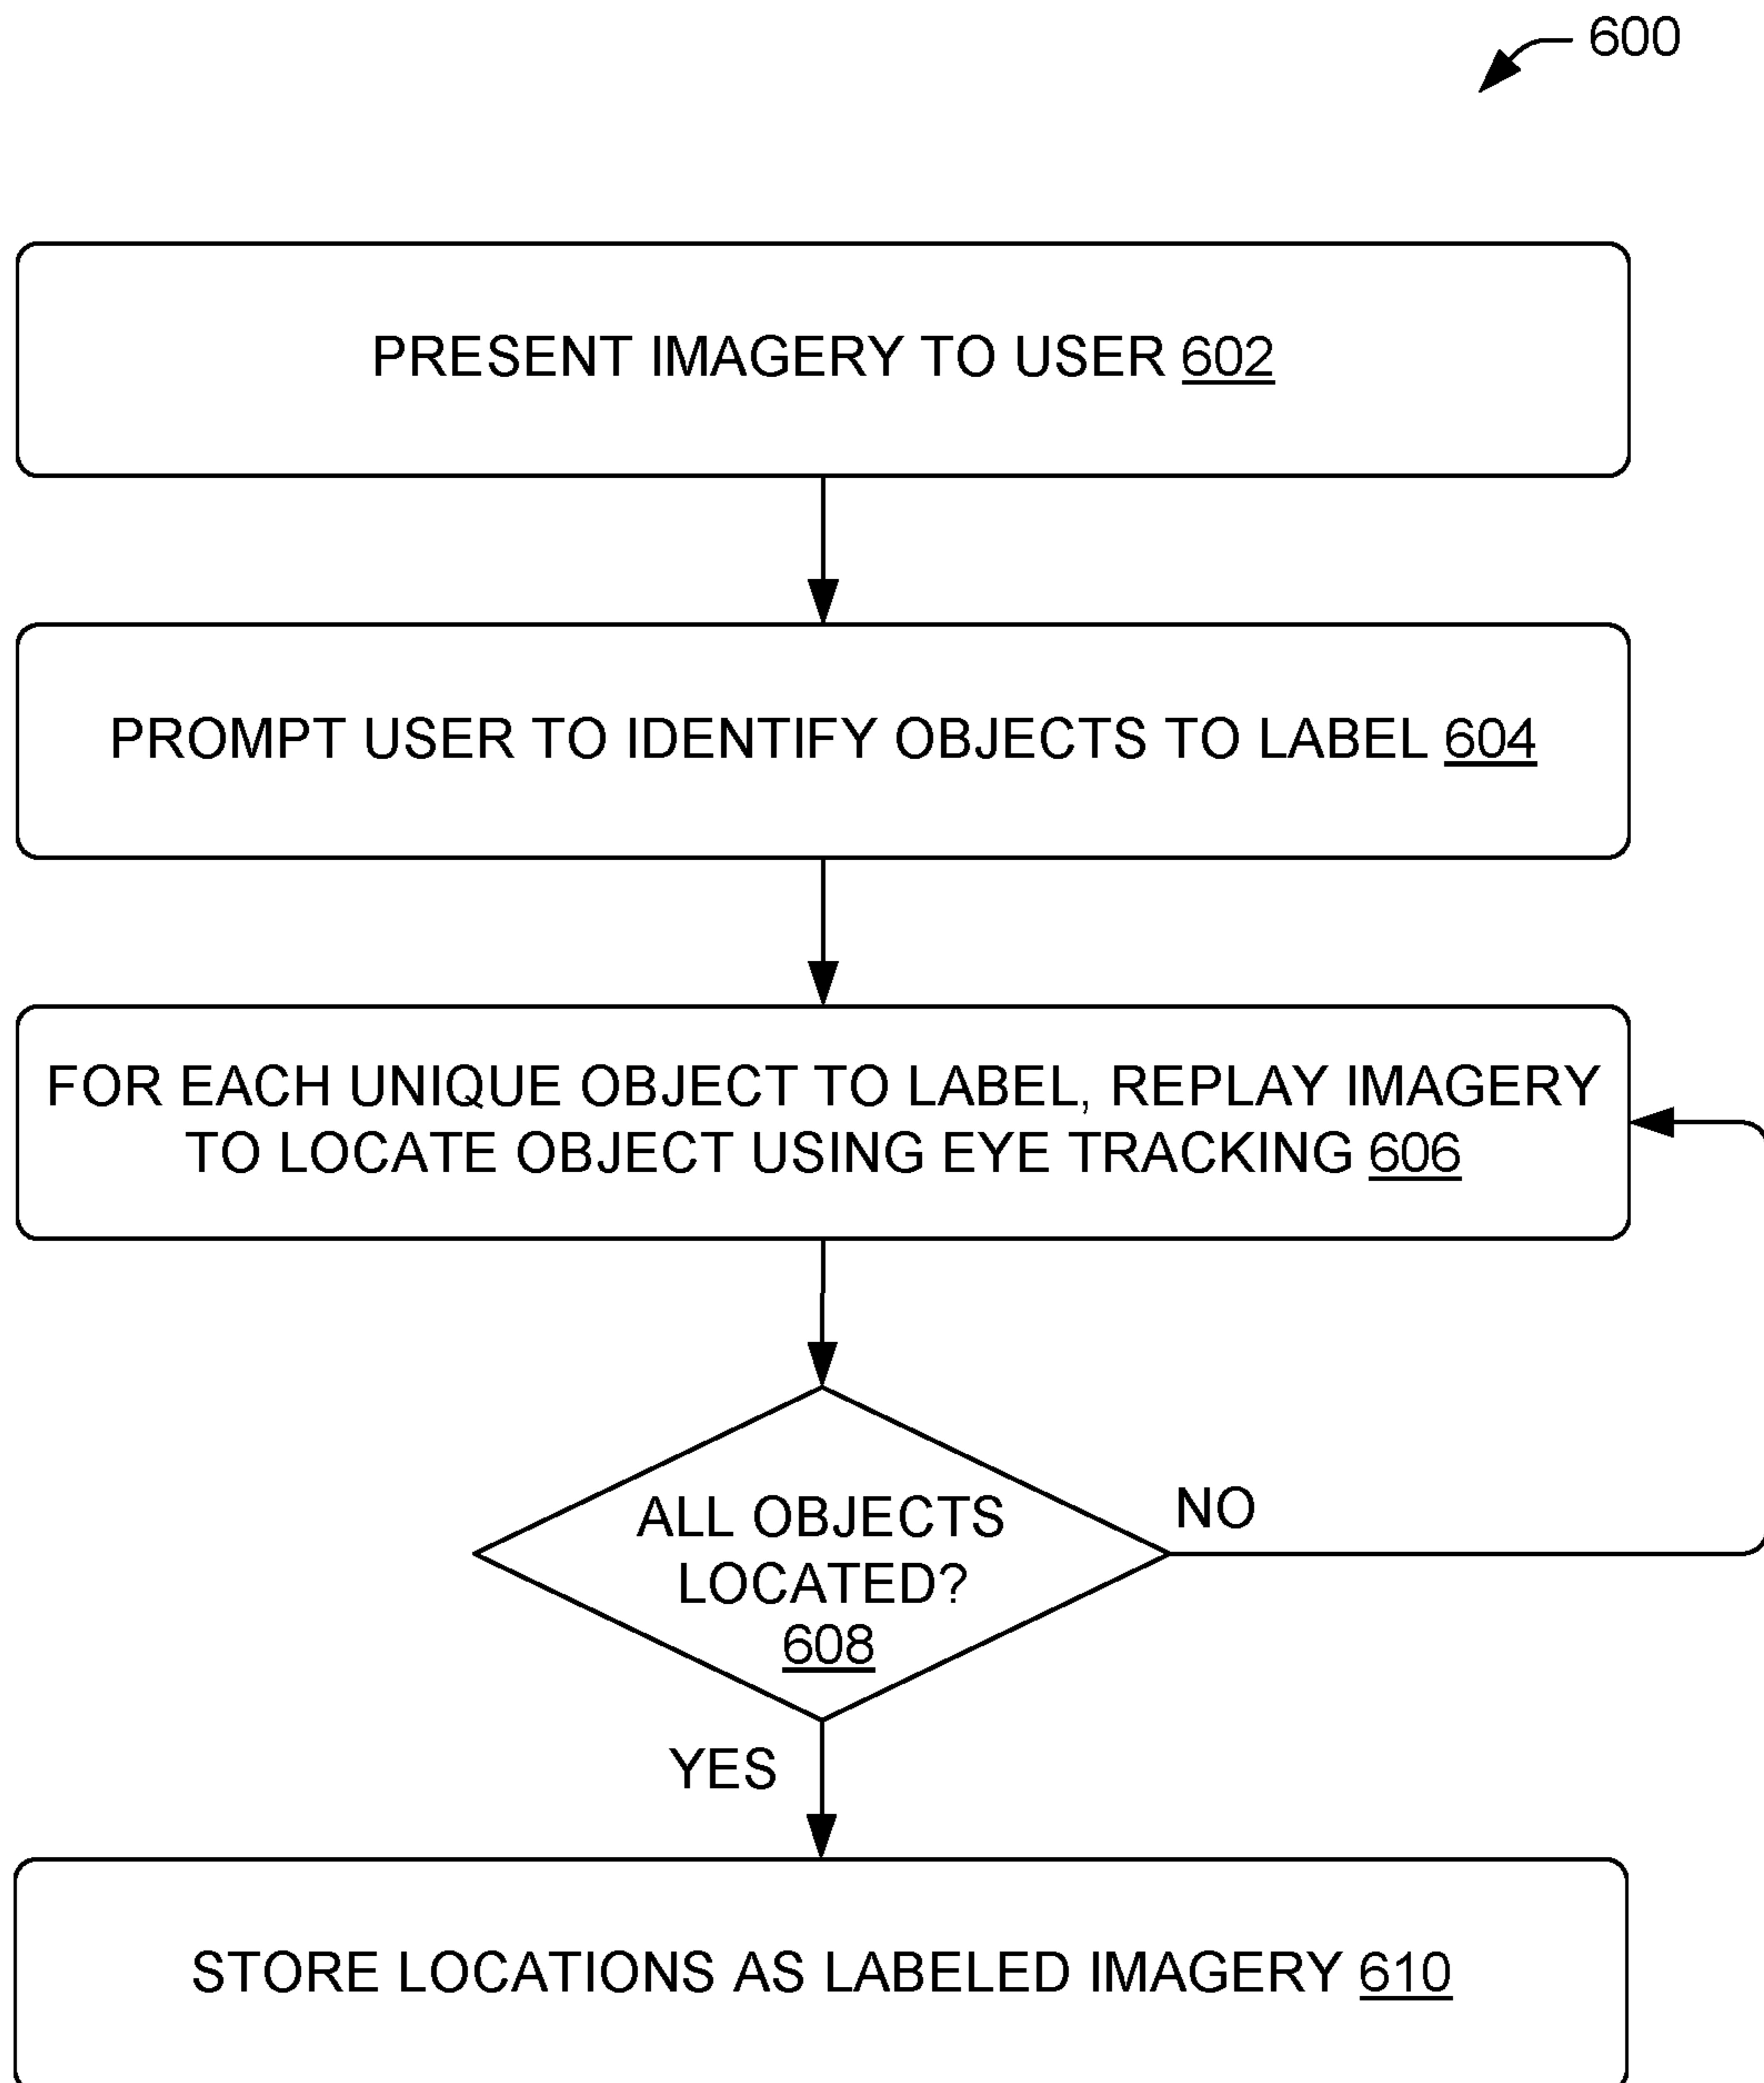 600
PRESENT IMAGERY TO USER 602
PROMPT USER TO IDENTIFY OBJECTS TO LABEL 604
FOR EACH UNIQUE OBJECT TO LABEL, REPLAY IMAGERY
TO LOCATE OBJECT USING EYE TRACKING 606
ALL OBJECTS
LOCATED?
608
NO
YES
STORE LOCATIONS AS LABELED IMAGERY 610